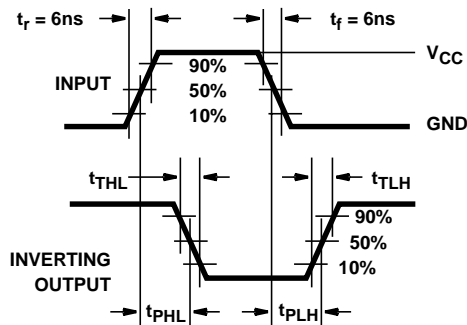 tr = 6ns
tf = 6ns
VCC
INPUT
90%
50%
10%
GND
tTHL
tTLH
90%
50%
10%
INVERTING
OUTPUT
tPHL
tPLH